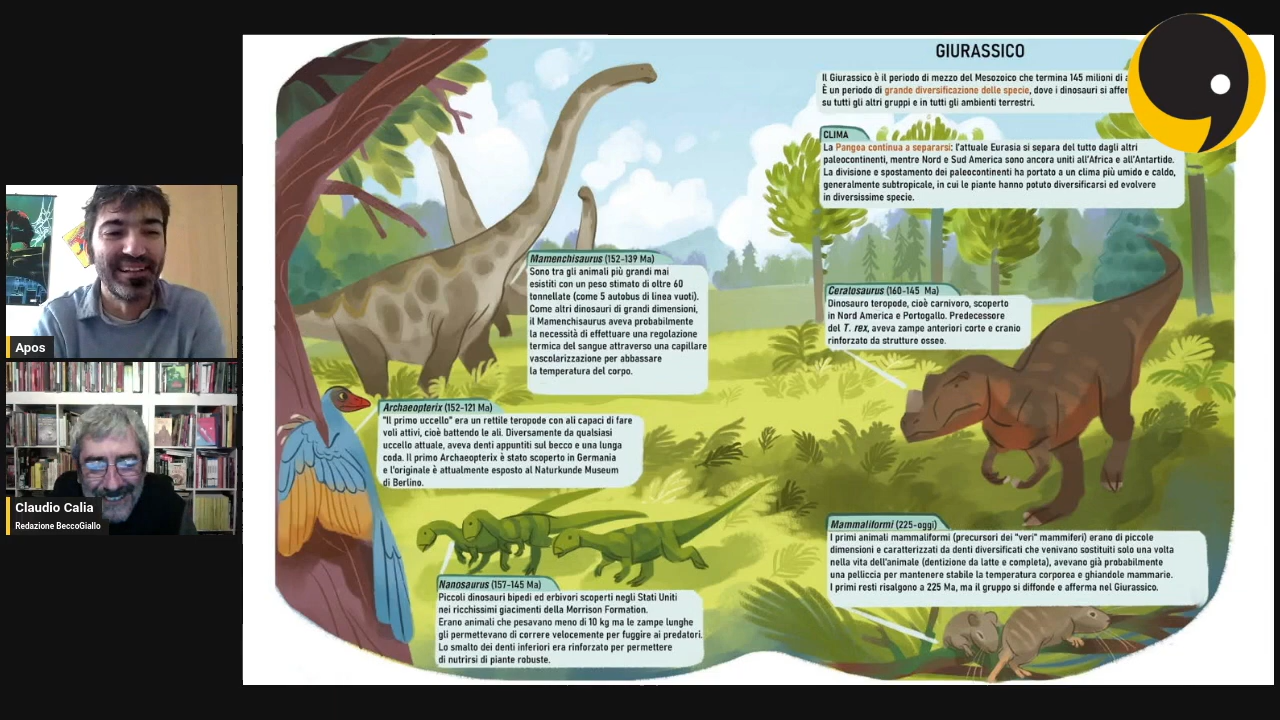 GIURASSICO
Il Giurassico è il periodo di mezzo del Mesozoico che termina 145 milioni di
È un periodo di grande diversificazione delle specie, dove i dinosauri si
su tutti gli altri gruppi e in tutti gli ambienti terrestri.
CLIMA
La Pangea continua a separarsi: l'attuale Eurasia si separa del tutto dagli altri
paleocontinenti, mentre Nord e Sud America sono ancora uniti all'Africa e all'Antartide.
La divisione e spostamento dei paleocontinenti ha portato a un clima più umido e caldo,
generalmente subtropicale, in cui le piante hanno potuto diversificarsi ed evolvere
in diversissime specie.
Mamenchisaurus (152-139 Ma)
Sono tra gli animali più grandi mai
esistiti con un peso stimato di oltre 60
tonnellate (come 5 autobus di linea vuoti).
Come altri dinosauri di grandi dimensioni,
il Mamenchisaurus aveva probabilmente
la necessità di effettuare una regolazione
termica del sangue attraverso una capillare
vascolarizzazione per abbassare
la temperatura del corpo.
Ceratosaurus (160-145 Ma)
Dinosauro teropode, cioè carnivoro, scoperto
in Nord America e Portogallo. Predecessore
del T. rex, aveva zampe anteriori corte e cranio
rinforzato da strutture ossee.
Archaeopterix (152-121 Ma)
"Il primo uccello" era un rettile teropode con ali capaci di fare
voli attivi, cioè battendo le ali. Diversamente da qualsiasi
uccello attuale, aveva denti appuntiti sul becco e una lunga
coda. Il primo Archaeopterix è stato scoperto in Germania
e l'originale è attualmente esposto al Naturkunde Museum
di Berlino.
Mammaliformi (225-oggi)
I primi animali mammaliformi (precursori dei "veri" mammiferi) erano di piccole
dimensioni e caratterizzati da denti diversificati che venivano sostituiti solo una volta
nella vita dell'animale (dentizione da latte e completa), avevano già probabilmente
una pelliccia per mantenere stabile la temperatura corporea e ghiandole mammarie.
I primi resti risalgono a 225 Ma, ma il gruppo si diffonde e afferma nel Giurassico.
Nanosaurus (157-145 Ma)
Piccoli dinosauri bipedi ed erbivori scoperti negli Stati Uniti
nei ricchissimi giacimenti della Morrison Formation.
Erano animali che pesavano meno di 10 kg ma le zampe lunghe
gli permettevano di correre velocemente per fuggire ai predatori.
Lo smalto dei denti inferiori era rinforzato per permettere
di nutrirsi di piante robuste.
Apos
Claudio Calia
Redazione BeccoGiallo